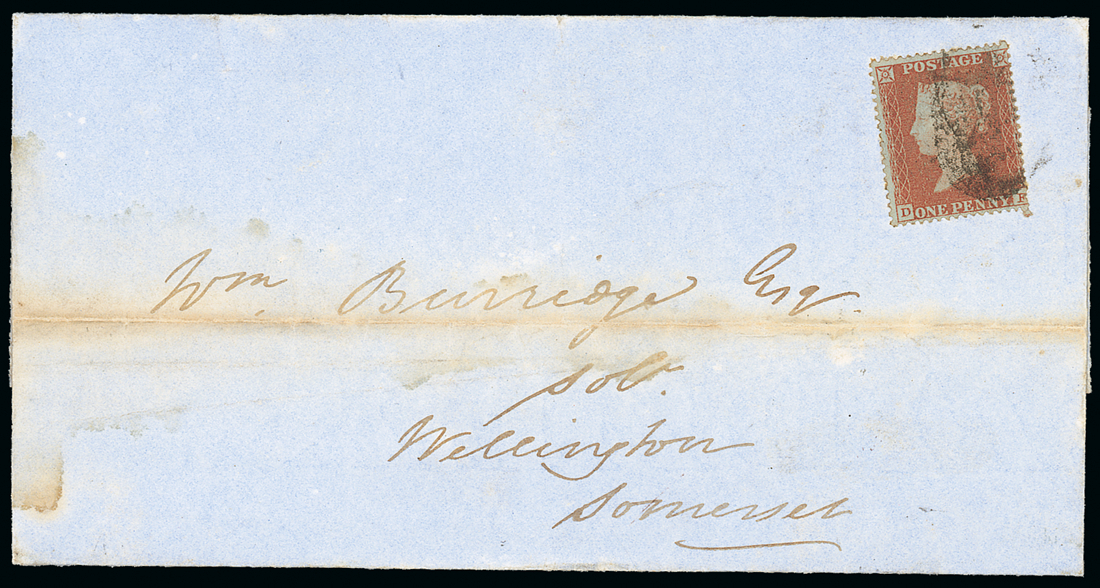 POSTAGE
D ONE PENNY F
Wm. Burridge Esq.
Solr.
Wellington
Somerset